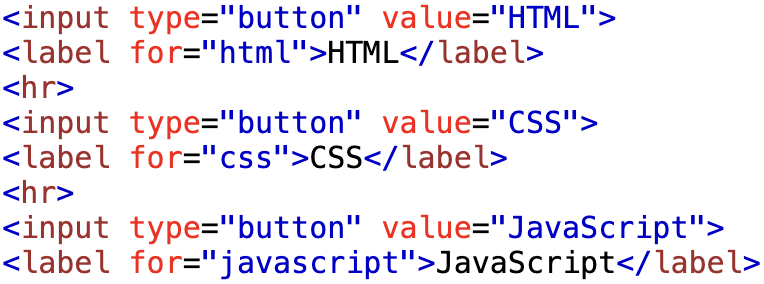 <input type="button" value="HTML">
<label for="html">HTML</label>
<hr>
<input type="button" value="CSS">
<label for="css">CSS</label>
<hr>
<input type="button" value="JavaScript">
<label for="javascript">JavaScript</label>